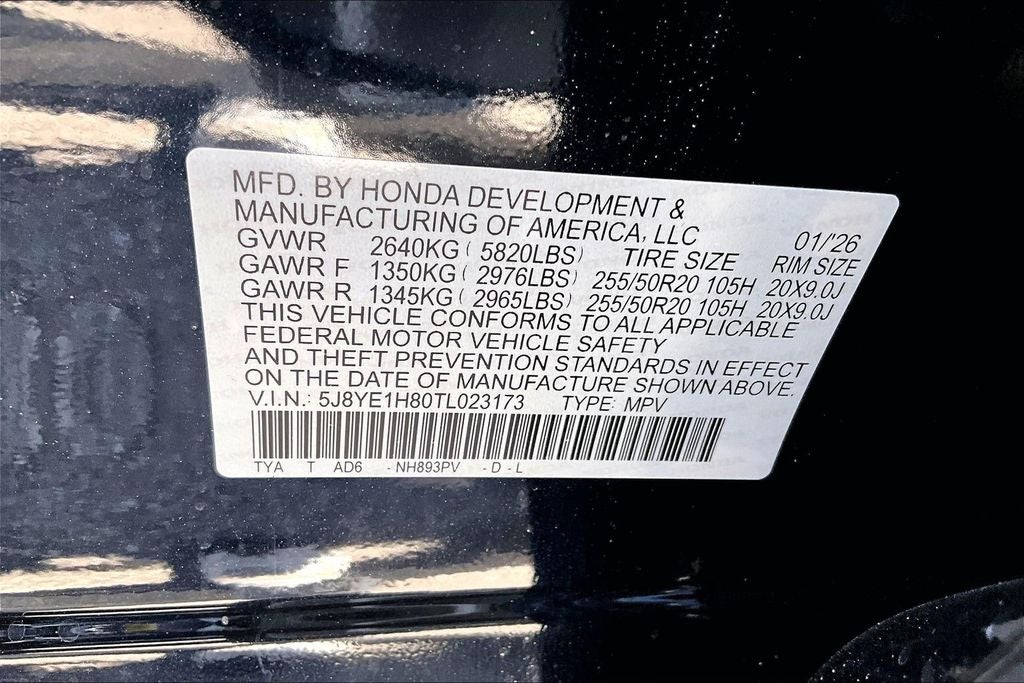 MFD. BY HONDA DEVELOPMENT &
MANUFACTURING OF AMERICA, LLC 01/'26
GVWR 2640KG ( 5820LBS) TIRE SIZE RIM SIZE
GAWR F 1350KG ( 2976LBS) 255/50R20 105H 20X9.0J
GAWR R 1345KG ( 2965LBS) 255/50R20 105H 20X9.0J
THIS VEHICLE CONFORMS TO ALL APPLICABLE
FEDERAL MOTOR VEHICLE SAFETY
AND THEFT PREVENTION STANDARDS IN EFFECT
ON THE DATE OF MANUFACTURE SHOWN ABOVE.
V.I.N.: 5J8YE1H80TL023173 TYPE: MPV
TYA T AD6 - NH893PV - D - L